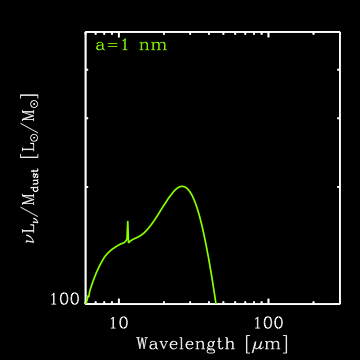 a=1 nm
νLν/Mdust [L⊙/M⊙]
100
10 100
Wavelength [μm]